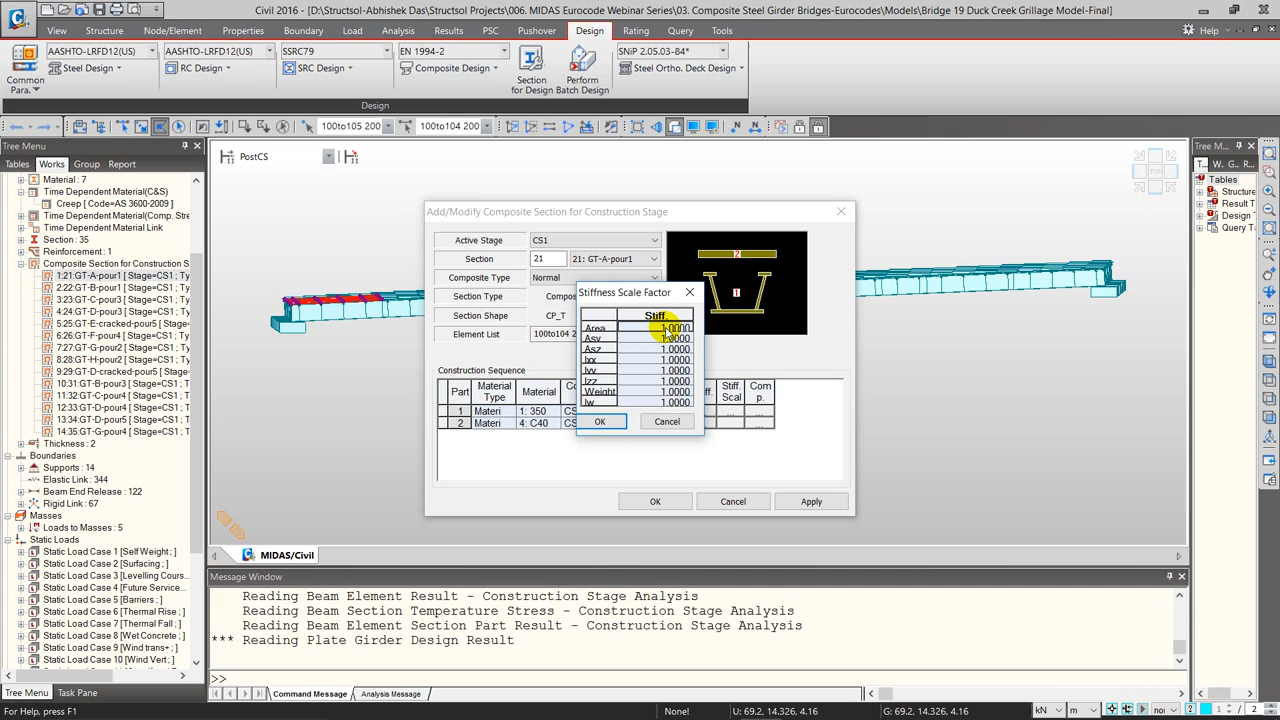 Civil 2016 - [D:\Structsol-Abhishek Das\Structsol Projects\006. MIDAS Eurocode Webinar Series\03. Composite Steel Girder Bridges-Eurocodes\Models\Bridge 19 Duck Creek Grillage Model-Final]
View Structure Node/Element Properties Boundary Load Analysis Results PSC Pushover Design Rating Query Tools Help
AASHTO-LRFD12(US) AASHTO-LRFD12(US) SSRC79 EN 1994-2 SNiP 2.05.03-84*
Steel Design RC Design SRC Design Composite Design Steel Ortho. Deck Design
Common Para.
Section for Design
Perform Batch Design
Design
100to105 200 100to104 200
Tree Menu
Tables Works Group Report
Material : 7
Time Dependent Material(C&S)
Creep [ Code=AS 3600-2009 ]
Time Dependent Material(Comp. Stre
Time Dependent Material Link
Section : 35
Reinforcement : 1
Composite Section for Construction Stage
1:21:GT-A-pour1 [ Stage=CS1 ; Ty
2:22:GT-B-pour1 [ Stage=CS1 ; Ty
3:23:GT-C-pour2 [ Stage=CS1 ; Ty
4:24:GT-D-pour3 [ Stage=CS1 ; Ty
5:25:GT-E-cracked-pour3 [ Stage=
6:26:GT-F-cracked-pour4 [ Stage=
7:27:GT-G-cracked-pour4 [ Stage=
10:31:GT-B-pour3 [ Stage=CS1 ; T
11:32:GT-C-pour4 [ Stage=CS1 ; T
12:33:GT-D-pour4 [ Stage=CS1 ; T
13:34:GT-D-pour5 [ Stage=CS1 ; T
14:35:GT-G-pour4 [ Stage=CS1 ; T
Thickness : 2
Boundaries
Supports : 14
Elastic Link : 344
Beam End Release : 122
Rigid Link : 67
Masses
Loads to Masses : 5
Static Loads
Static Load Case 1 [Self Weight ; ]
Static Load Case 2 [Surfacing ; ]
Static Load Case 3 [Levelling Cours
Static Load Case 4 [Future Service
Static Load Case 5 [Barriers ; ]
Static Load Case 6 [Thermal Rise ; ]
Static Load Case 7 [Thermal Fall ; ]
Static Load Case 8 [Wet Concrete ; ]
Static Load Case 9 [Wind trans+ ; ]
Static Load Case 10 [Wind Vert ; ]
Tree Menu Task Pane
PostCS
TOP
Add/Modify Composite Section for Construction Stage
Active Stage CS1
Section 21 21: GT-A-pour1
Composite Type Normal
Section Type Compos
Section Shape CP_T
Element List 100to104 2
2
1
Construction Sequence
Part Material Type Material Stiff. Scal Com p.
1 Materi 1: 350 CS ... ...
2 Materi 4: C40 CS ... ...
OK Cancel Apply
Stiffness Scale Factor
Stiff.
Area 1.0000
Asy 1.0000
Asz 1.0000
Ixx 1.0000
Iyy 1.0000
Izz 1.0000
Weight 1.0000
Iw 1.0000
OK Cancel
MIDAS/Civil
Message Window
Reading Beam Element Result - Construction Stage Analysis
Reading Beam Section Temperature Stress - Construction Stage Analysis
Reading Beam Element Section Part Result - Construction Stage Analysis
*** Reading Plate Girder Design Result
>>
Command Message Analysis Message
Tree M...
T.. W. G.. R..
Tables
Structure
Result T
Design
Query T
For Help, press F1 None! U: 69.2, 14.326, 4.16 G: 69.2, 14.326, 4.16 kN m nor 1 / 2